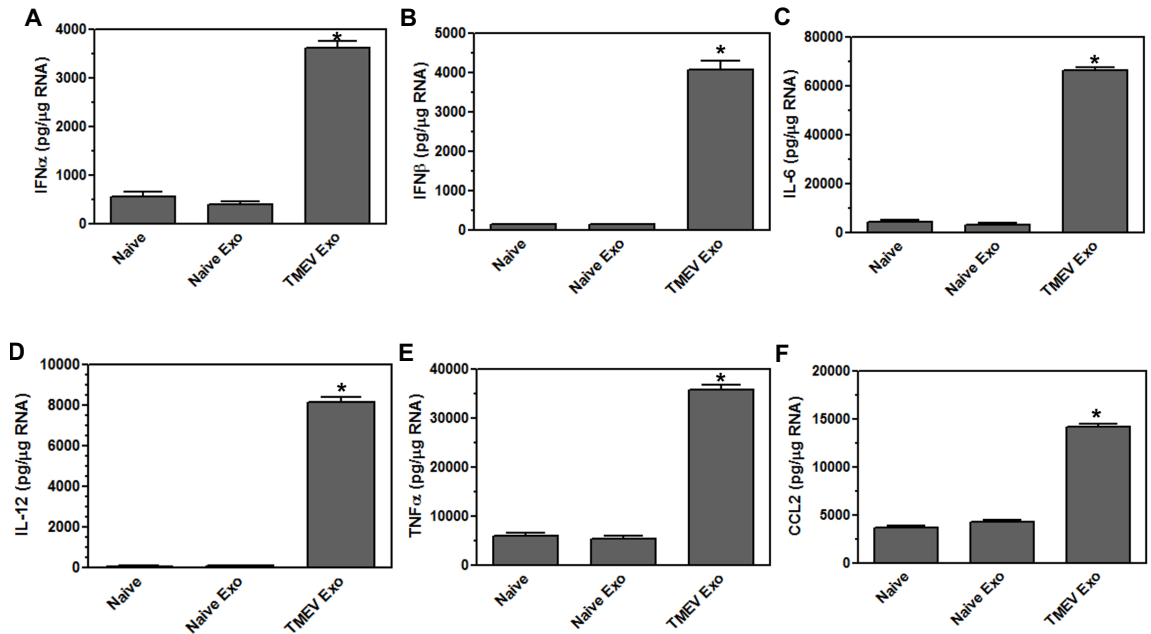 A
IFNα (pg/µg RNA)
4000
3000
2000
1000
0
Naive
Naive Exo
TMEV Exo
*
B
IFNβ (pg/µg RNA)
5000
4000
3000
2000
1000
0
Naive
Naive Exo
TMEV Exo
*
C
IL-6 (pg/µg RNA)
80000
60000
40000
20000
0
Naive
Naive Exo
TMEV Exo
*
D
IL-12 (pg/µg RNA)
10000
8000
6000
4000
2000
0
Naive
Naive Exo
TMEV Exo
*
E
TNFα (pg/µg RNA)
40000
30000
20000
10000
0
Naive
Naive Exo
TMEV Exo
*
F
CCL2 (pg/µg RNA)
20000
15000
10000
5000
0
Naive
Naive Exo
TMEV Exo
*